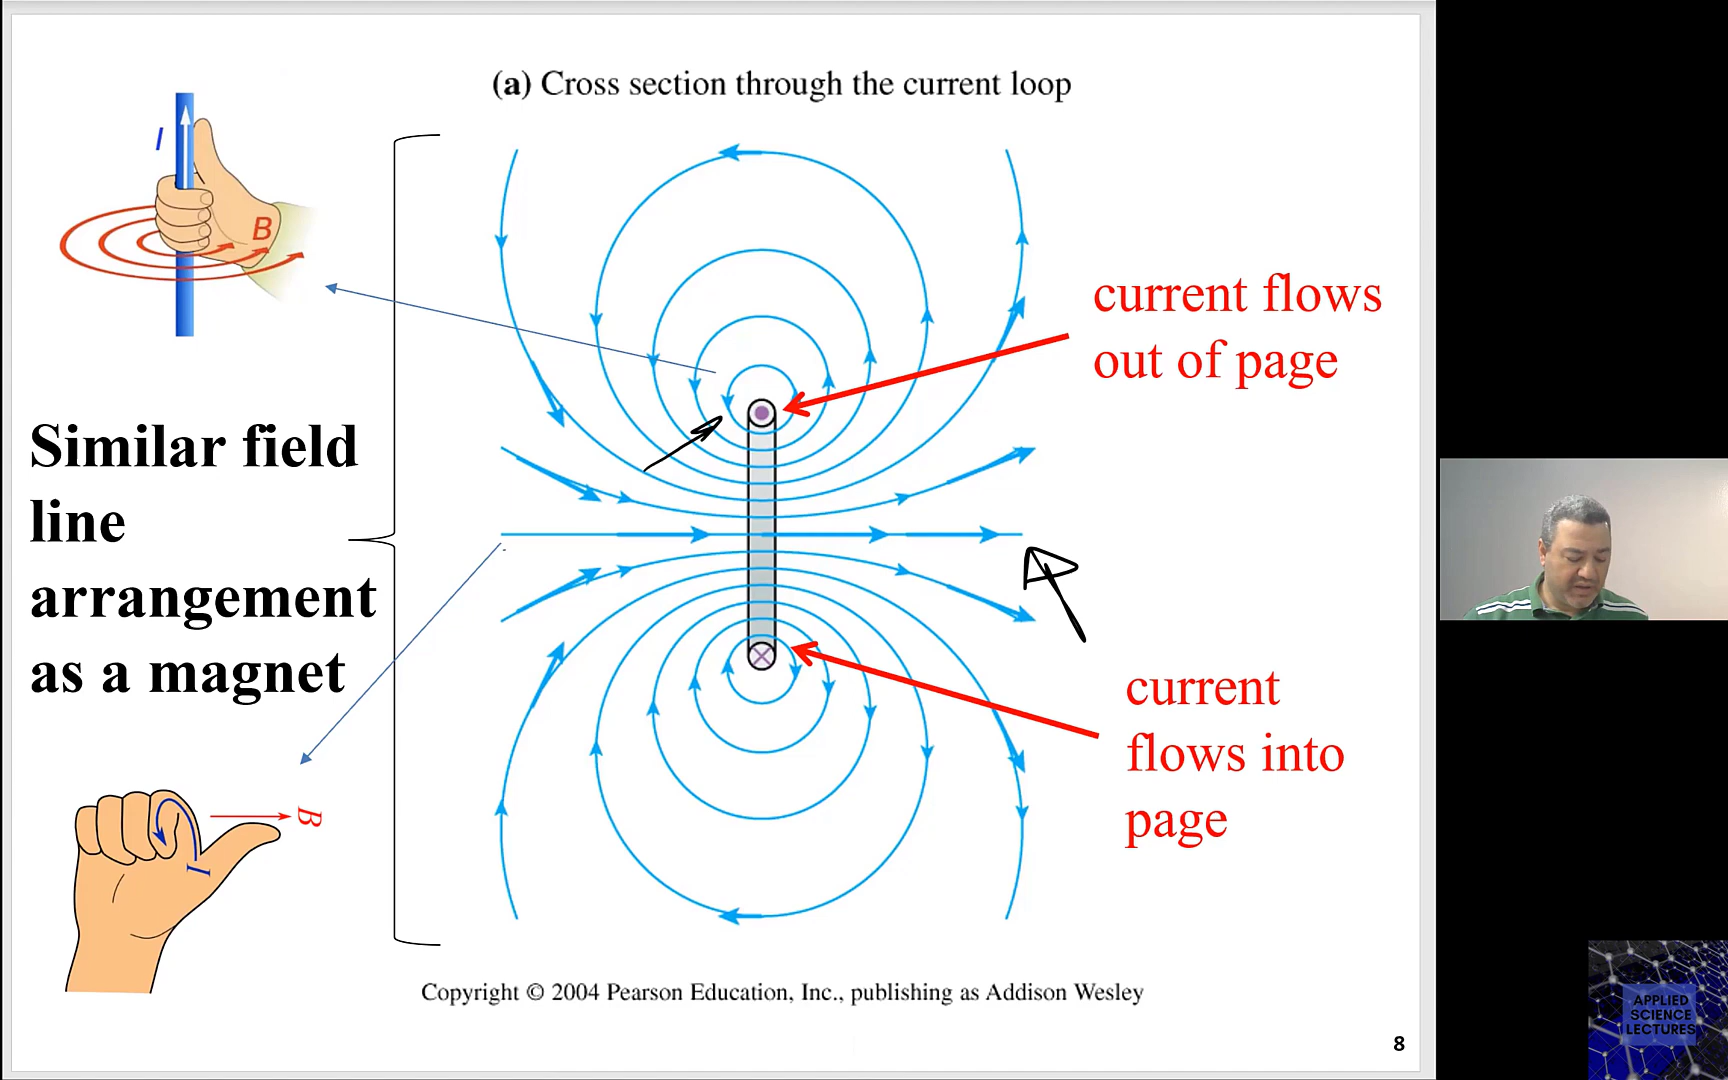 (a) Cross section through the current loop
I
B
current flows
out of page
Similar field
line
arrangement
as a magnet
current
flows into
page
B
I
Copyright © 2004 Pearson Education, Inc., publishing as Addison Wesley
8
APPLIED
SCIENCE
LECTURES